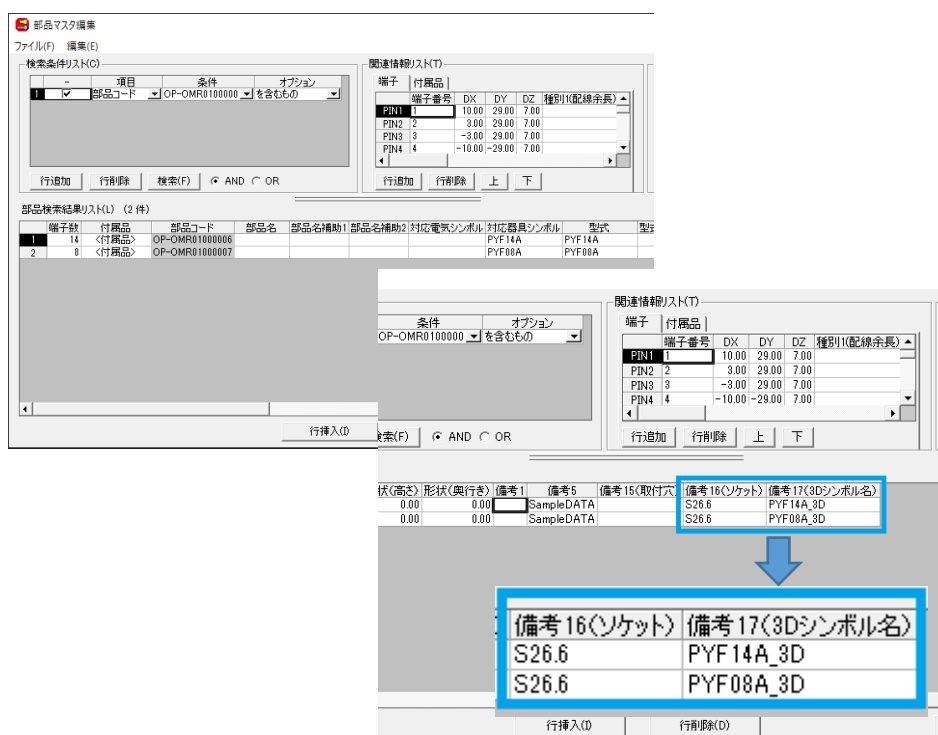 部品マスタ編集
ファイル(F) 編集(E)
検索条件リスト(C)
- 項目 条件 オプション
1 部品コード OP-OMR0100000 を含むもの
行追加 行削除 検索(F) AND OR
関連情報リスト(T)
端子 付属品
端子番号 DX DY DZ 種別1(配線余長)
PIN1 1 10.00 29.00 7.00
PIN2 2 3.00 29.00 7.00
PIN3 3 -3.00 29.00 7.00
PIN4 4 -10.00 -29.00 7.00
行追加 行削除 上 下
部品検索結果リスト(L) (2 件)
端子数 付属品 部品コード 部品名 部品名補助1 部品名補助2 対応電気シンボル 対応器具シンボル 型式
1 14 <付属品> OP-OMR01000006 PYF14A PYF14A
2 8 <付属品> OP-OMR01000007 PYF08A PYF08A
行挿入(I)
条件 オプション
OP-OMR0100000 を含むもの
(F) AND OR
関連情報リスト(T)
端子 付属品
端子番号 DX DY DZ 種別1(配線余長)
PIN1 1 10.00 29.00 7.00
PIN2 2 3.00 29.00 7.00
PIN3 3 -3.00 29.00 7.00
PIN4 4 -10.00 -29.00 7.00
行追加 行削除 上 下
状(高さ) 形状(奥行き) 備考1 備考5 備考15(取付穴) 備考16(ソケット) 備考17(3Dシンボル名)
0.00 0.00 SampleDATA S26.6 PYF14A_3D
0.00 0.00 SampleDATA S26.6 PYF08A_3D
備考16(ソケット) 備考17(3Dシンボル名)
S26.6 PYF14A_3D
S26.6 PYF08A_3D
行挿入(I) 行削除(D)